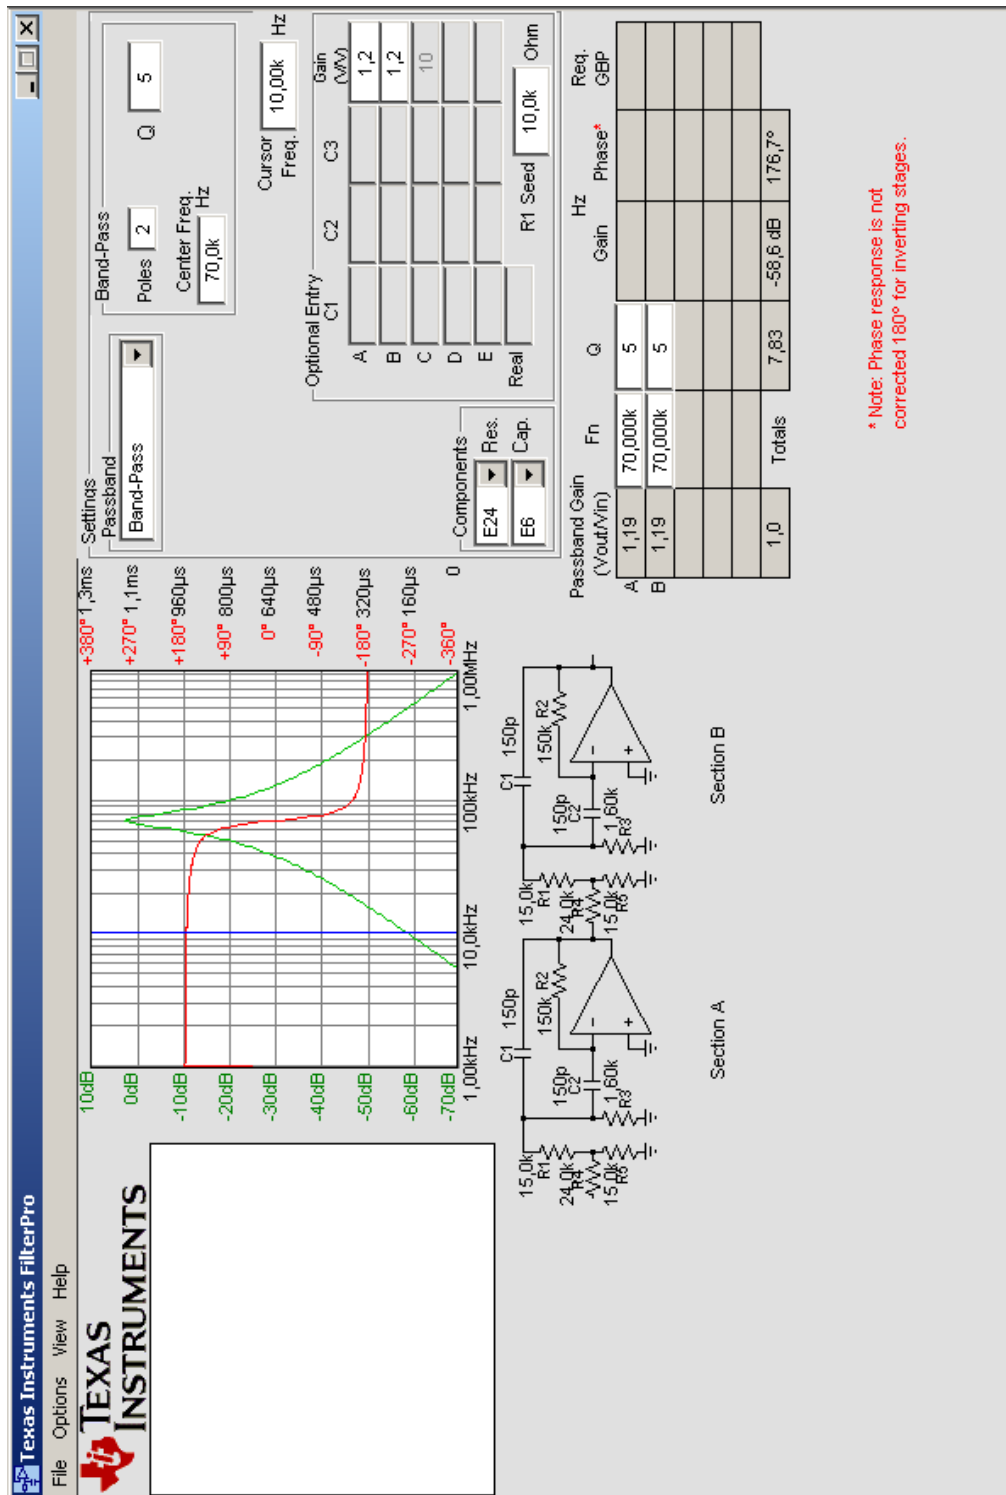 Texas Instruments FilterPro
File Options View Help
TEXAS
INSTRUMENTS
10dB
0dB
-10dB
-20dB
-30dB
-40dB
-50dB
-60dB
-70dB
+380° 1,3ms
+270° 1,1ms
+180° 960µs
+90° 800µs
0° 640µs
-90° 480µs
-180° 320µs
-270° 160µs
-360° 0
1,00kHz 10,0kHz 100kHz 1,00MHz
Settings
Passband
Band-Pass
Band-Pass
Poles 2 Q 5
Center Freq.
70,0k Hz
Cursor
Freq. 10,00k Hz
Components
E24 Res.
E6 Cap.
Optional Entry
C1 C2 C3 Gain
(V/V)
A 1,2
B 1,2
C 10
D
E
Real
R1 Seed 10,0k Ohm
Passband Gain
(Vout/Vin) Fn Q Gain Hz Phase* Req.
GBP
A 1,19 70,000k 5
B 1,19 70,000k 5
1,0 Totals 7,83 -58,6 dB 176,7°
* Note: Phase response is not
corrected 180° for inverting stages.
C1 150p
150k R2
15,0k
R1
150p
C2
24,0k
R4
1,60k
R3
15,0k
R5
- +
Section A
C1 150p
150k R2
15,0k
R1
150p
C2
24,0k
R4
1,60k
R3
15,0k
R5
- +
Section B